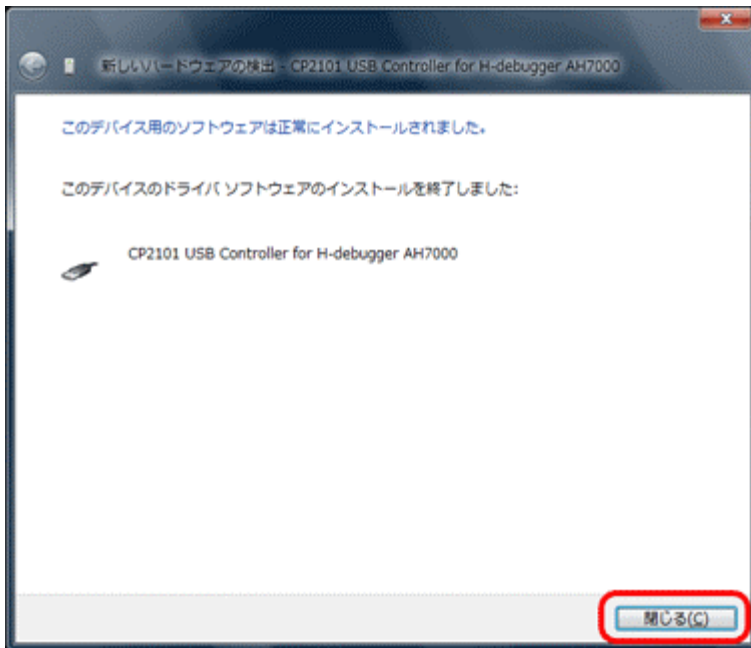 新しいハードウェアの検出 - CP2101 USB Controller for H-debugger AH7000
このデバイス用のソフトウェアは正常にインストールされました。
このデバイスのドライバ ソフトウェアのインストールを終了しました:
CP2101 USB Controller for H-debugger AH7000
閉じる(C)